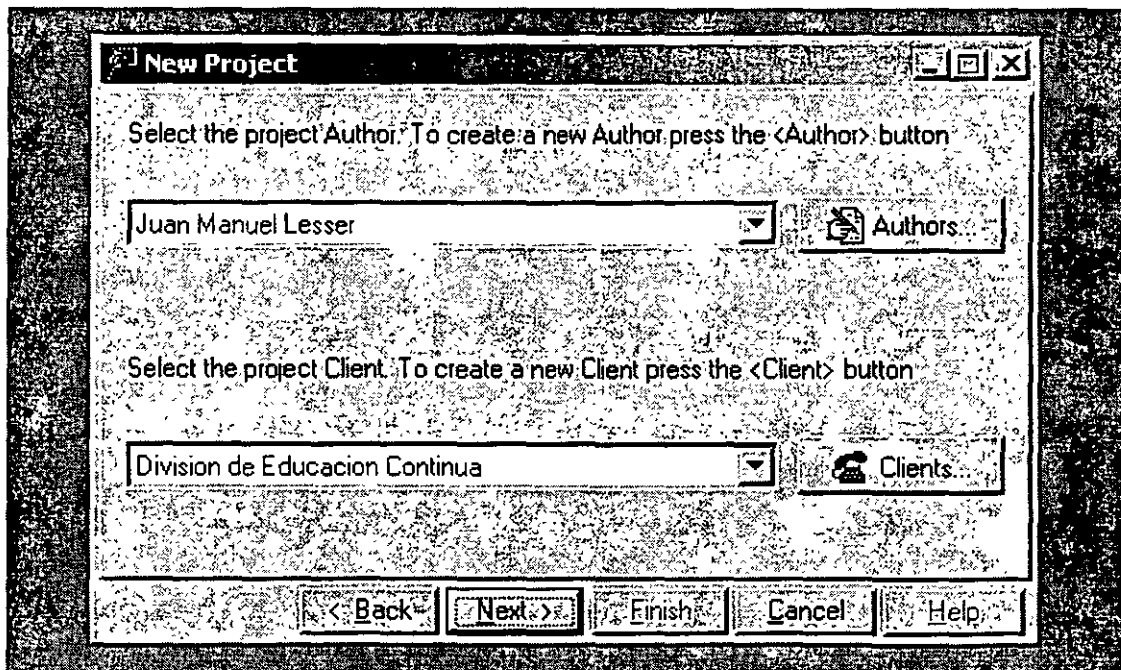 New Project
Select the project Author. To create a new Author press the <Author> button
Juan Manuel Lesser
Authors...
Select the project Client. To create a new Client press the <Client> button
Division de Educacion Continua
Clients...
< Back
Next >
Finish
Cancel
Help